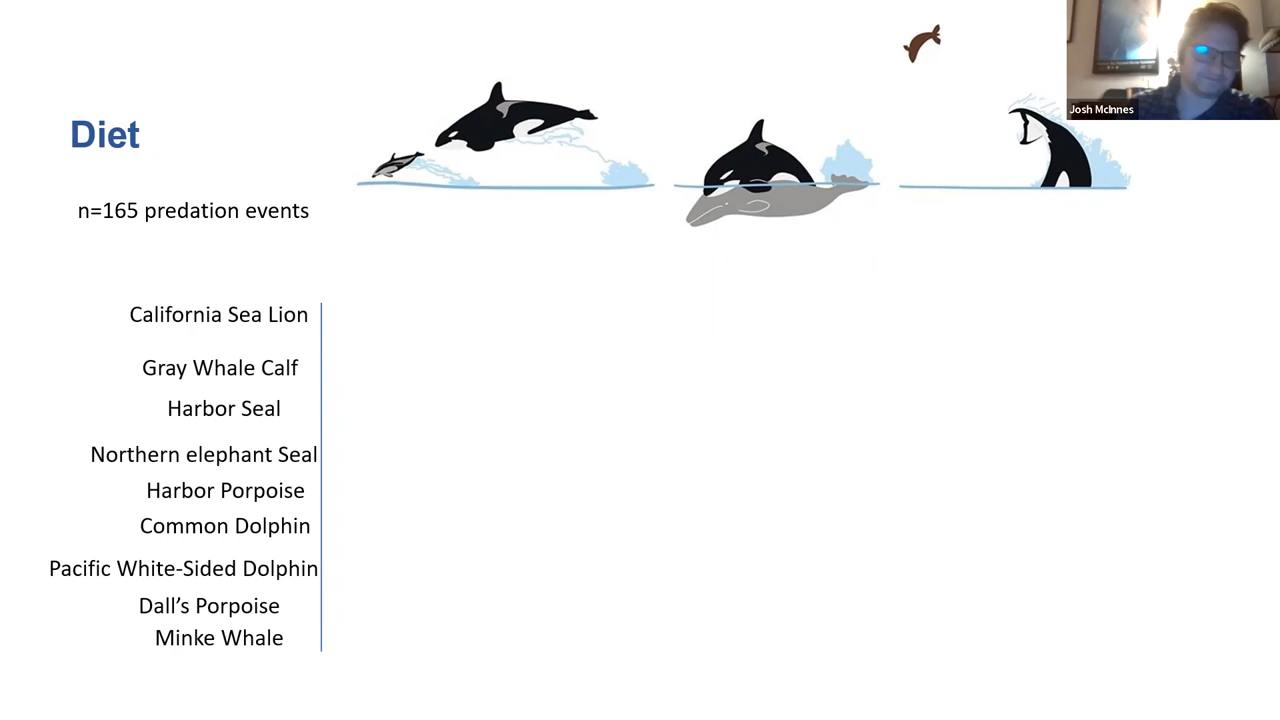 Josh McInnes
Diet
n=165 predation events
California Sea Lion
Gray Whale Calf
Harbor Seal
Northern elephant Seal
Harbor Porpoise
Common Dolphin
Pacific White-Sided Dolphin
Dall’s Porpoise
Minke Whale